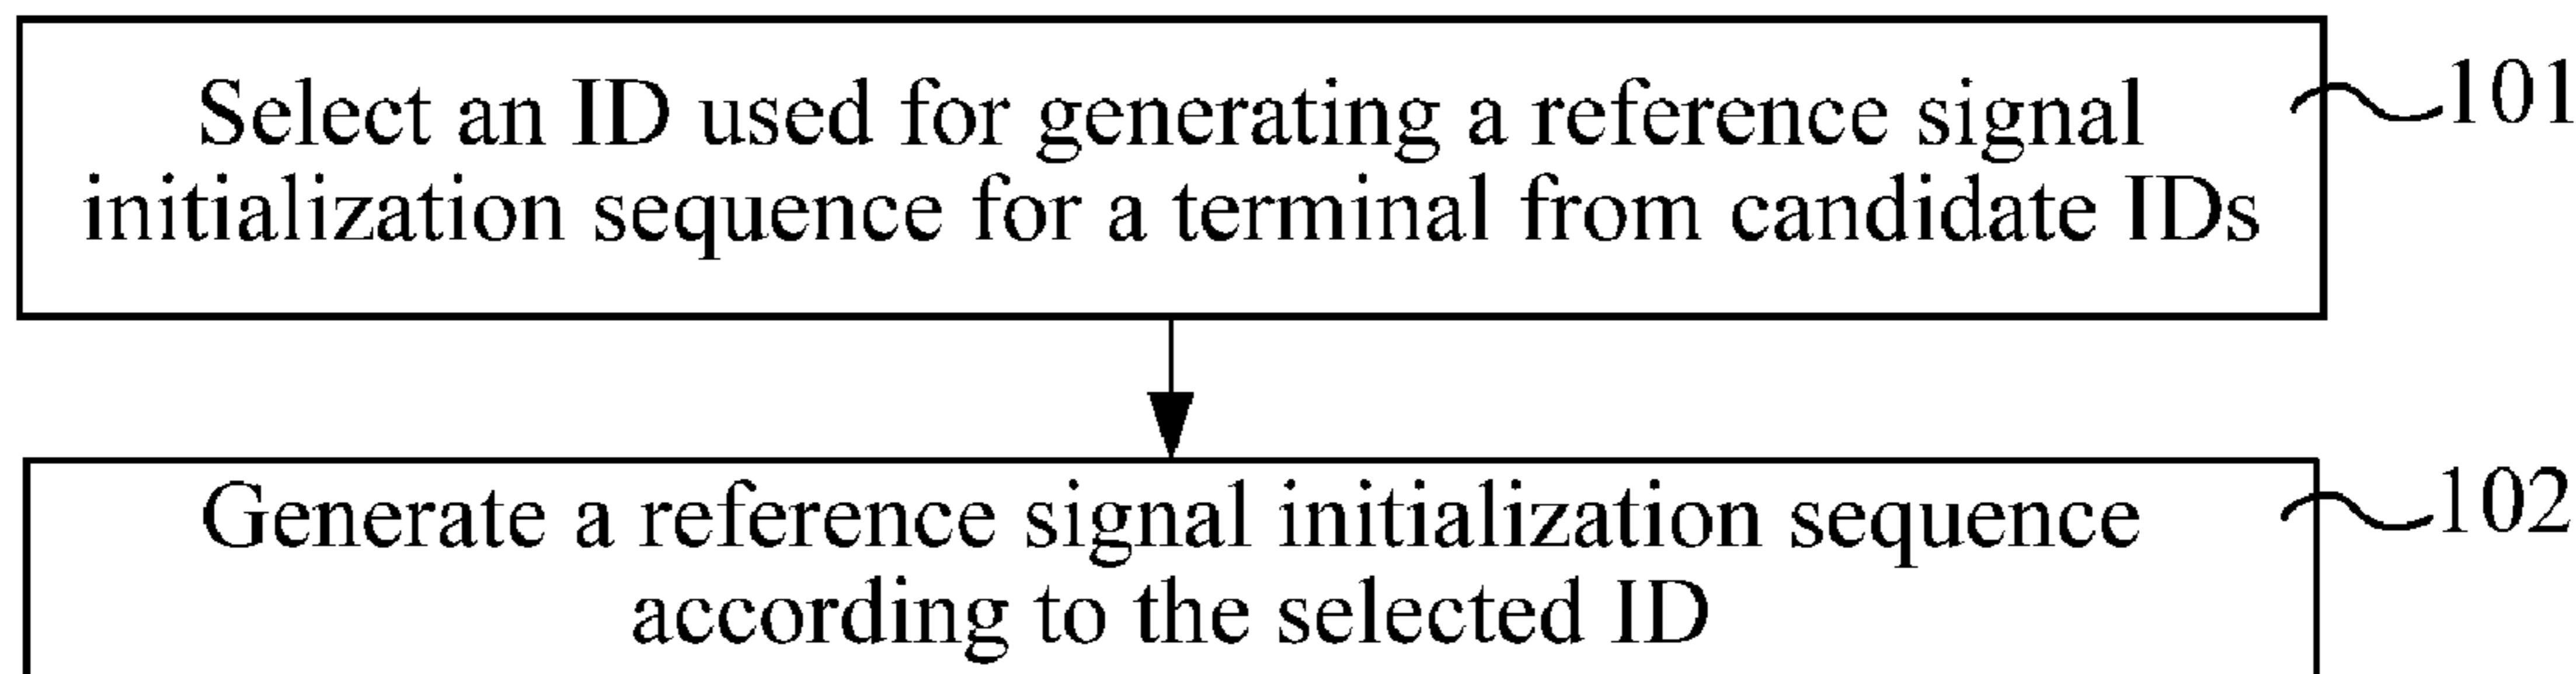 Select an ID used for generating a reference signal
initialization sequence for a terminal from candidate IDs
101
Generate a reference signal initialization sequence
according to the selected ID
102